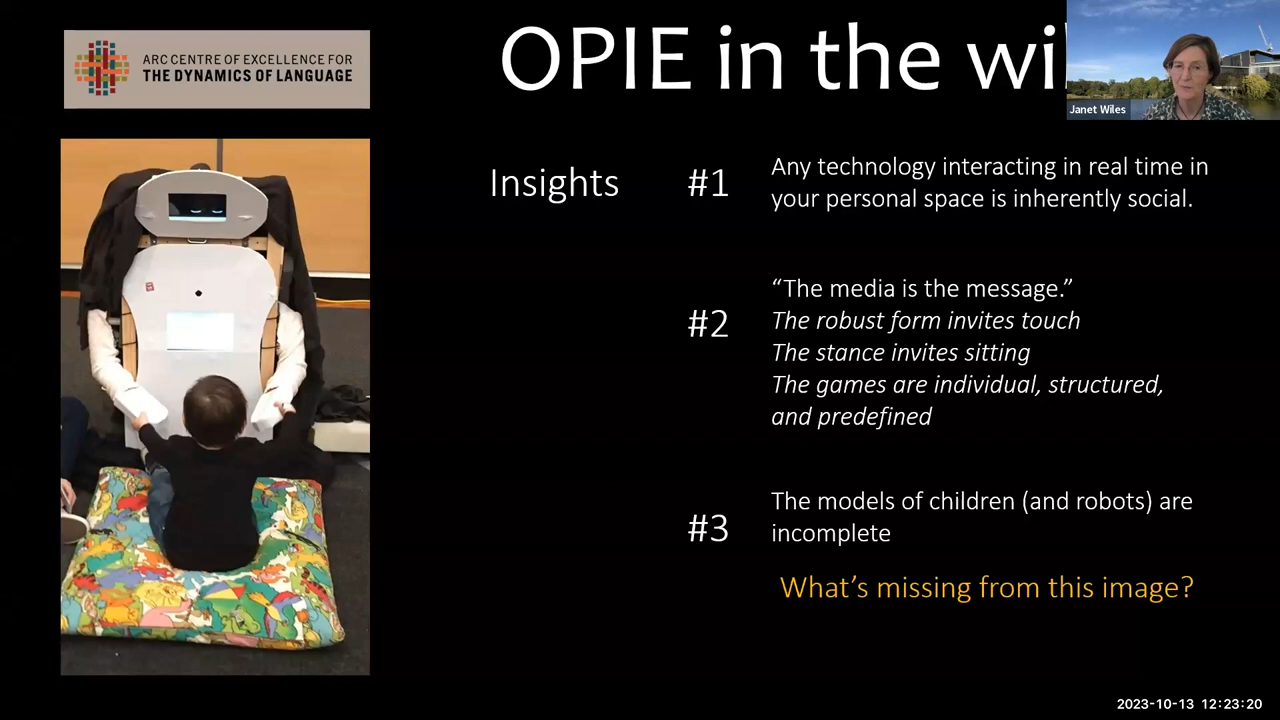 ARC CENTRE OF EXCELLENCE FOR
THE DYNAMICS OF LANGUAGE
OPIE in the wi
Janet Wiles
Insights
#1
Any technology interacting in real time in
your personal space is inherently social.
#2
“The media is the message.”
The robust form invites touch
The stance invites sitting
The games are individual, structured,
and predefined
#3
The models of children (and robots) are
incomplete
What’s missing from this image?
2023-10-13 12:23:20